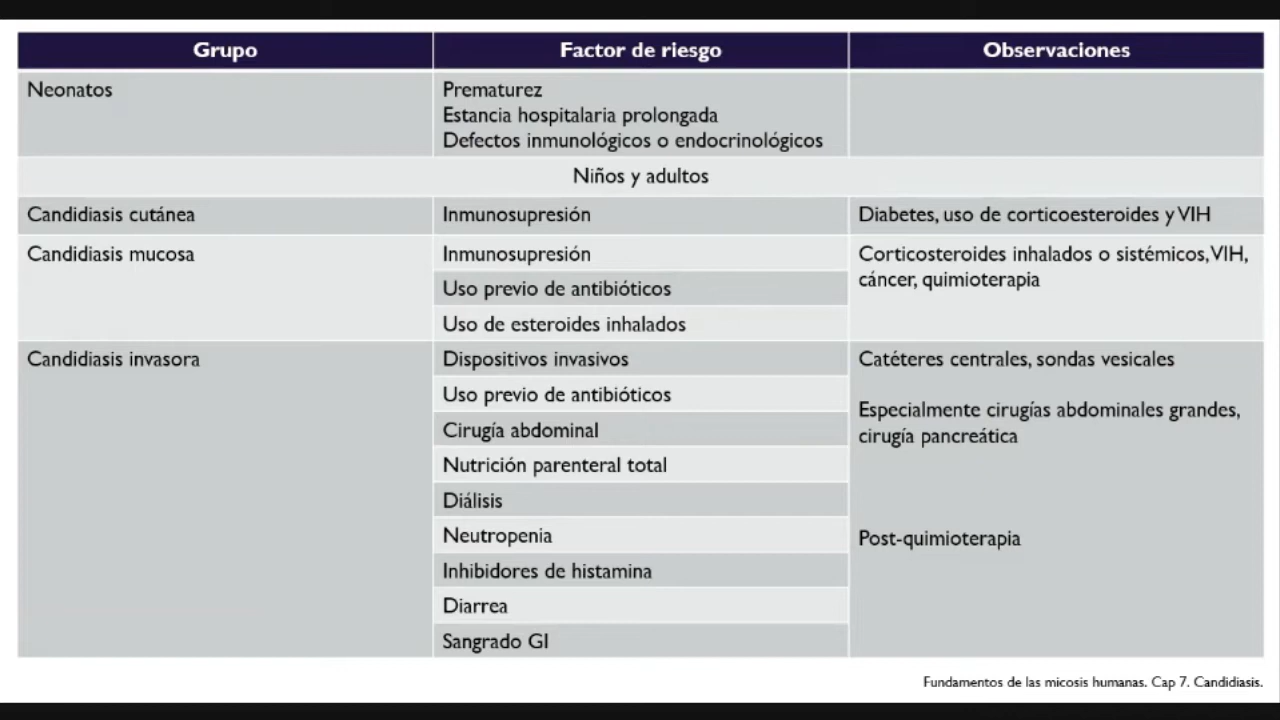 Grupo
Factor de riesgo
Observaciones
Neonatos
Prematurez
Estancia hospitalaria prolongada
Defectos inmunológicos o endocrinológicos
Niños y adultos
Candidiasis cutánea
Inmunosupresión
Diabetes, uso de corticoesteroides y VIH
Candidiasis mucosa
Inmunosupresión
Uso previo de antibióticos
Uso de esteroides inhalados
Corticosteroides inhalados o sistémicos, VIH,
cáncer, quimioterapia
Candidiasis invasora
Dispositivos invasivos
Catéteres centrales, sondas vesicales
Uso previo de antibióticos
Cirugía abdominal
Especialmente cirugías abdominales grandes,
cirugía pancreática
Nutrición parenteral total
Diálisis
Neutropenia
Post-quimioterapia
Inhibidores de histamina
Diarrea
Sangrado GI
Fundamentos de las micosis humanas. Cap 7. Candidiasis.